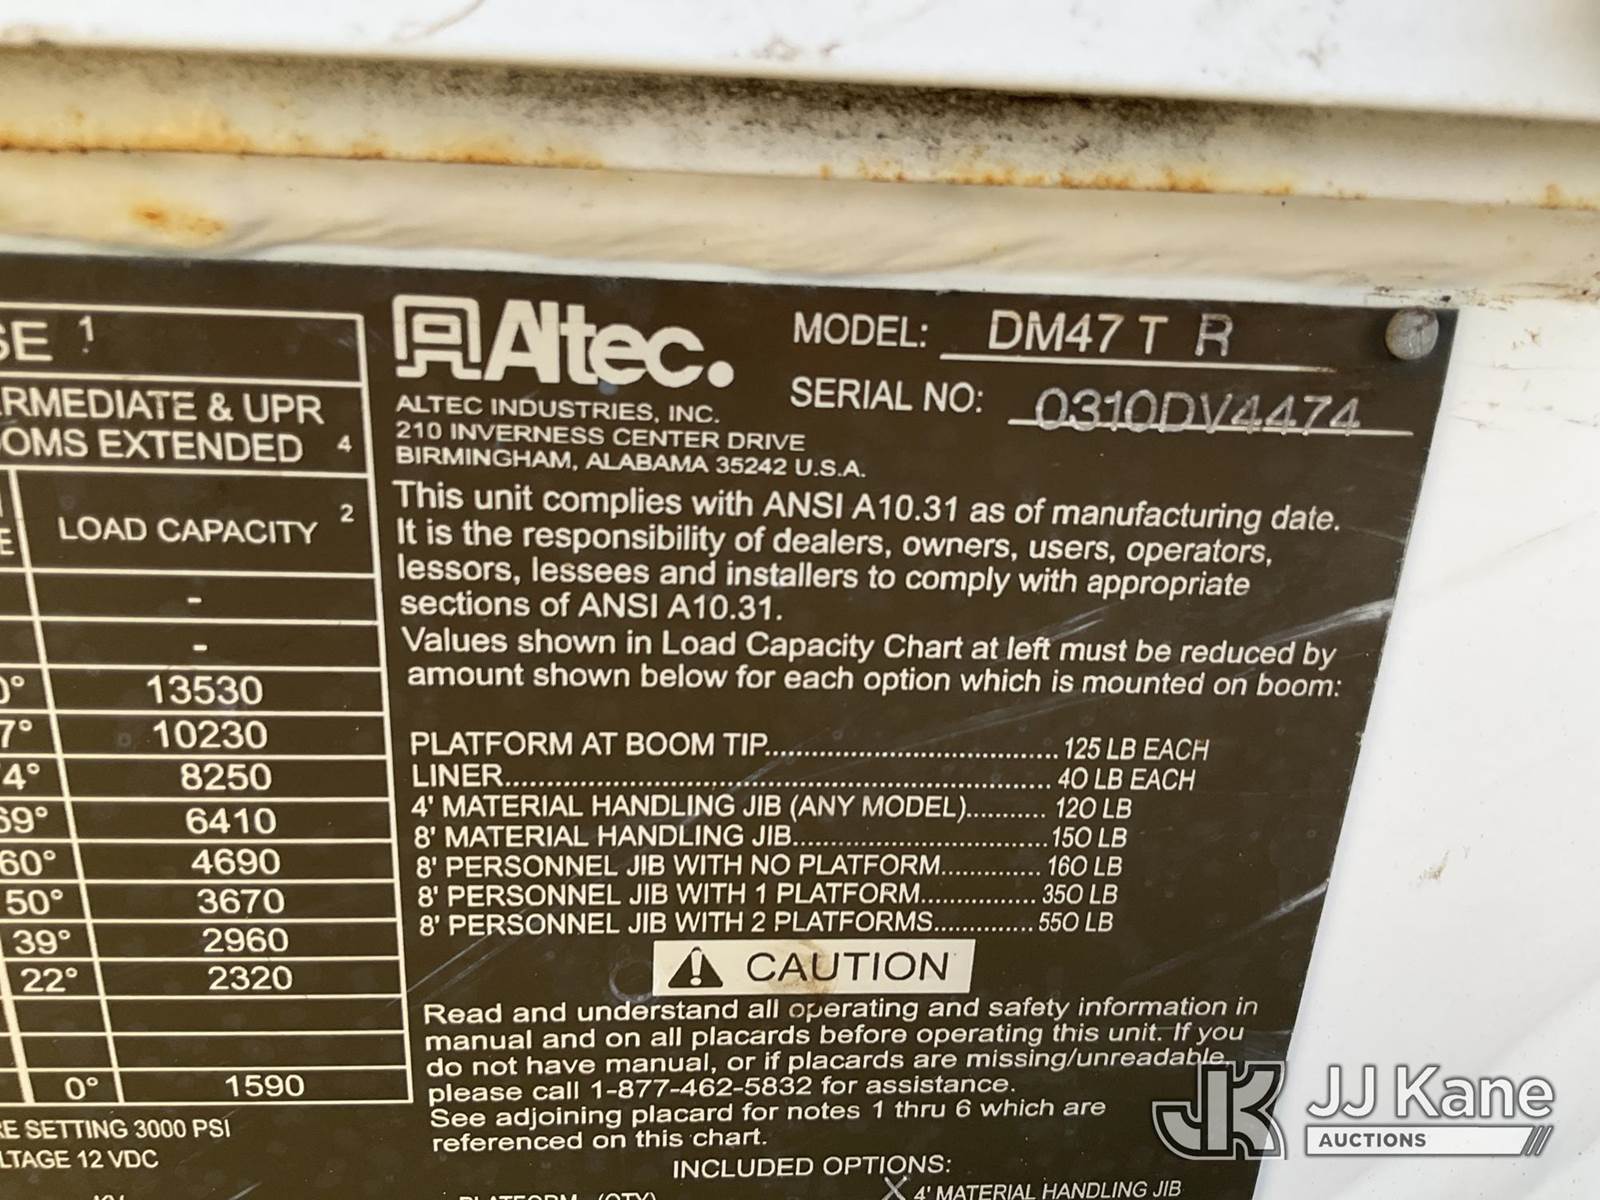 SE 1
& UPR
EXTENDED 4
LOAD CAPACITY 2
-
-
13530
10230
8250
6410
60° 4690
50° 3670
39° 2960
22° 2320
0° 1590
SETTING 3000 PSI
12 VDC
Altec.
ALTEC INDUSTRIES, INC.
210 INVERNESS CENTER DRIVE
BIRMINGHAM, ALABAMA 35242 U.S.A.
MODEL: DM47 T R
SERIAL NO: 0310DV4474
This unit complies with ANSI A10.31 as of manufacturing date.
It is the responsibility of dealers, owners, users, operators,
lessors, lessees and installers to comply with appropriate
sections of ANSI A10.31.
Values shown in Load Capacity Chart at left must be reduced by
amount shown below for each option which is mounted on boom:
PLATFORM AT BOOM TIP.................................... 125 LB EACH
LINER.................................................................... 40 LB EACH
4' MATERIAL HANDLING JIB (ANY MODEL)........... 120 LB
8' MATERIAL HANDLING JIB................................150 LB
8' PERSONNEL JIB WITH NO PLATFORM.............. 160 LB
8' PERSONNEL JIB WITH 1 PLATFORM................ 350 LB
8' PERSONNEL JIB WITH 2 PLATFORMS.............. 550 LB
CAUTION
Read and understand all operating and safety information in
manual and on all placards before operating this unit. If you
do not have manual, or if placards are missing/unreadable,
please call 1-877-462-5832 for assistance.
See adjoining placard for notes 1 thru 6 which are
referenced on this chart.
INCLUDED OPTIONS:
PLATFORM (QTY)
X 4' MATERIAL HANDLING JIB
JK JJ Kane
AUCTIONS